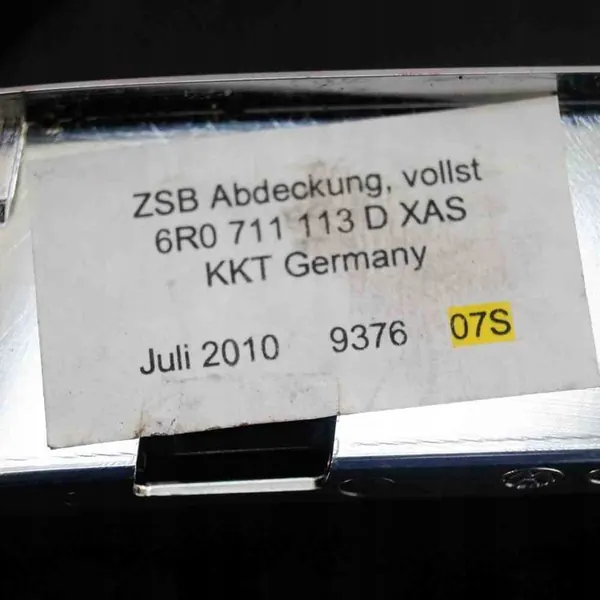 ZSB Abdeckung, vollst
6R0 711 113 D XAS
KKT Germany
Juli 2010 9376 07S